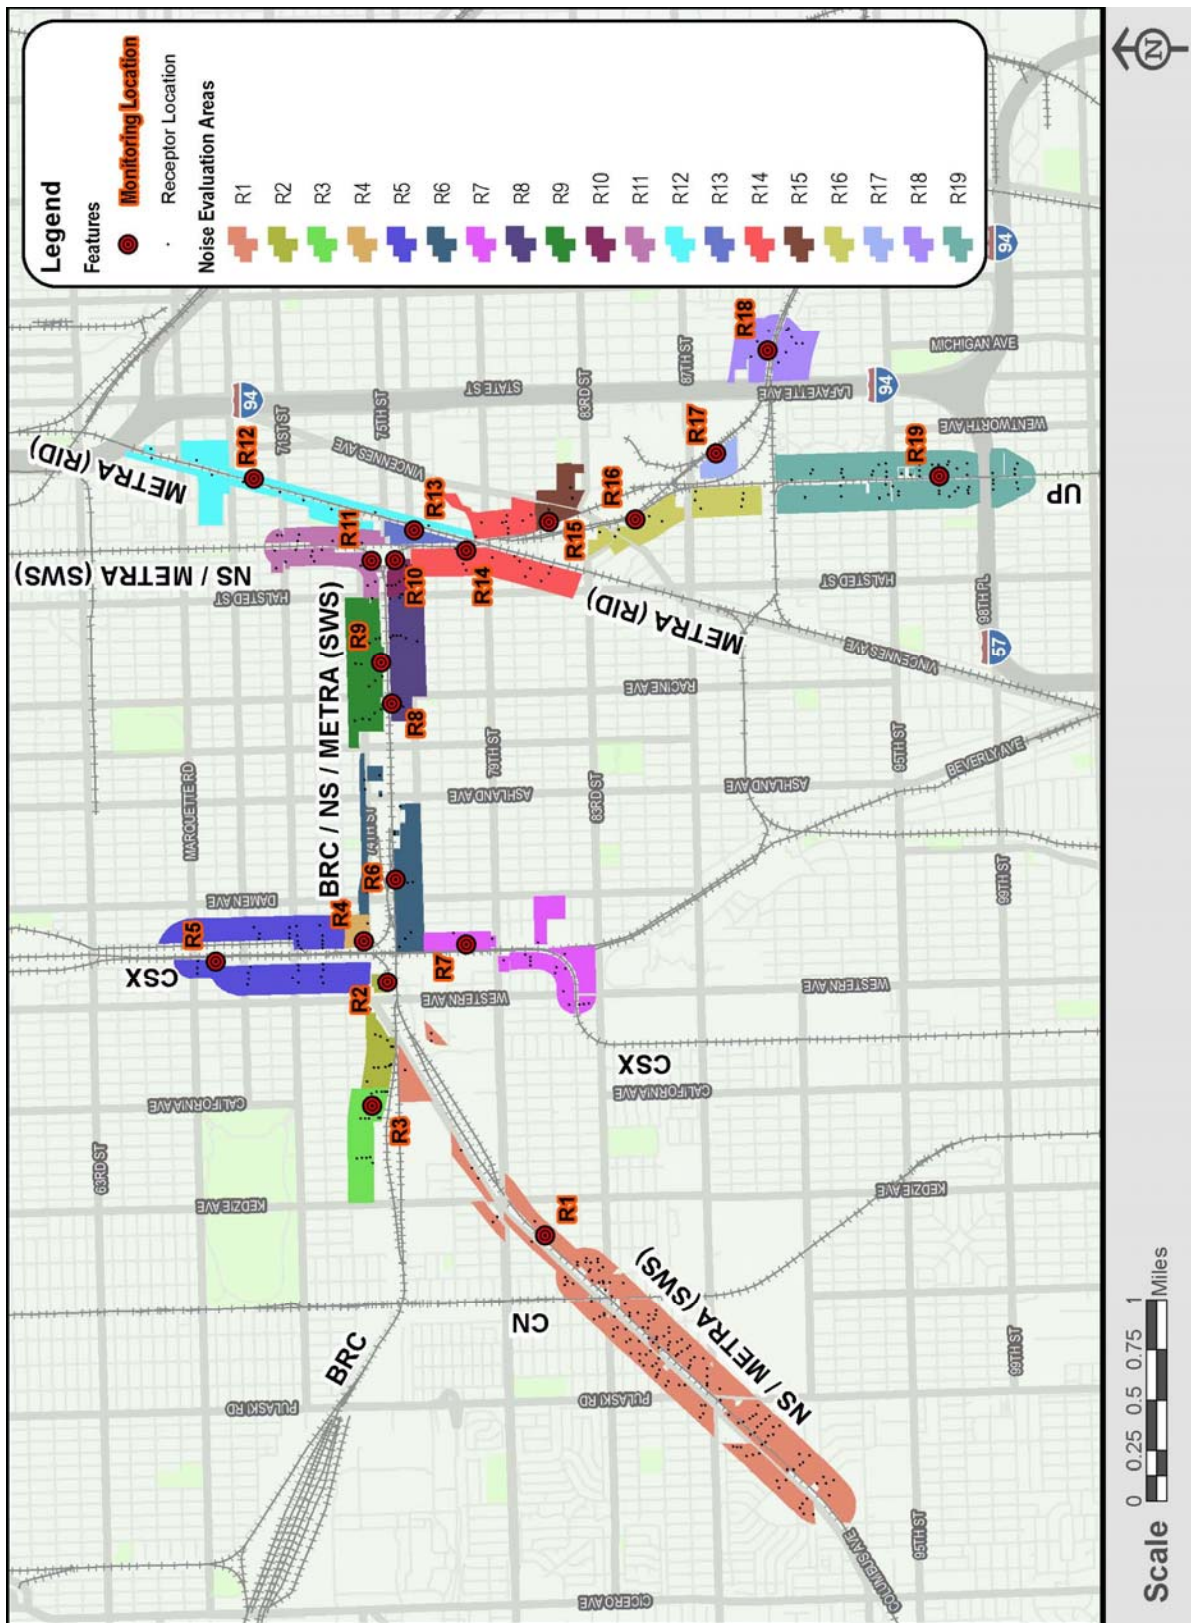 Legend
Features
Monitoring Location
Receptor Location
Noise Evaluation Areas
R1
R2
R3
R4
R5
R6
R7
R8
R9
R10
R11
R12
R13
R14
R15
R16
R17
R18
R19
63RD ST
MARQUETTE RD
71ST ST
74TH ST
75TH ST
79TH ST
79TH ST
83RD ST
83RD ST
87TH ST
95TH ST
95TH ST
98TH PL
99TH ST
99TH ST
CICERO AVE
COLUMBUS AVE
PULASKI RD
PULASKI RD
KEDZIE AVE
KEDZIE AVE
CALIFORNIA AVE
CALIFORNIA AVE
WESTERN AVE
WESTERN AVE
DAMEN AVE
ASHLAND AVE
ASHLAND AVE
BEVERLY AVE
RACINE AVE
HALSTED ST
HALSTED ST
VINCENNES AVE
VINCENNES AVE
STATE ST
LAFAYETTE AVE
WENTWORTH AVE
MICHIGAN AVE
94
94
94
57
BRC
CN
NS / METRA (SWS)
CSX
CSX
BRC / NS / METRA (SWS)
NS / METRA (SWS)
METRA (RID)
METRA (RID)
UP
R1
R2
R3
R4
R5
R6
R7
R8
R9
R10
R11
R12
R13
R14
R15
R16
R17
R18
R19
Scale
0 0.25 0.5 0.75 1
Miles
N